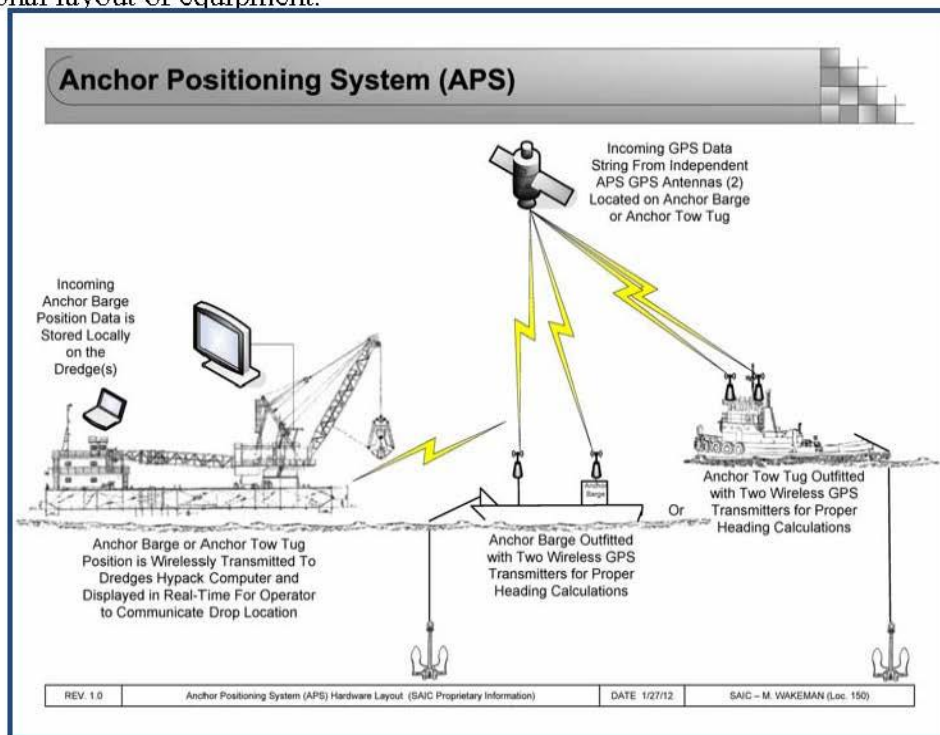 onal layout of equipment.
Anchor Positioning System (APS)
Incoming GPS Data
String From Independent
APS GPS Antennas (2)
Located on Anchor Barge
or Anchor Tow Tug
Incoming
Anchor Barge
Position Data is
Stored Locally
on the
Dredge(s)
Barge
Anchor Tow Tug Outfitted
with Two Wireless GPS
Transmitters for Proper
Heading Calculations
Or
Anchor Barge Outfitted
with Two Wireless GPS
Transmitters for Proper
Heading Calculations
Anchor Barge or Anchor Tow Tug
Position is Wirelessly Transmitted To
Dredges Hypack Computer and
Displayed in Real-Time For Operator
to Communicate Drop Location
REV. 1.0 Anchor Positioning System (APS) Hardware Layout (SAIC Proprietary Information) DATE 1/27/12 SAIC – M. WAKEMAN (Loc. 150)